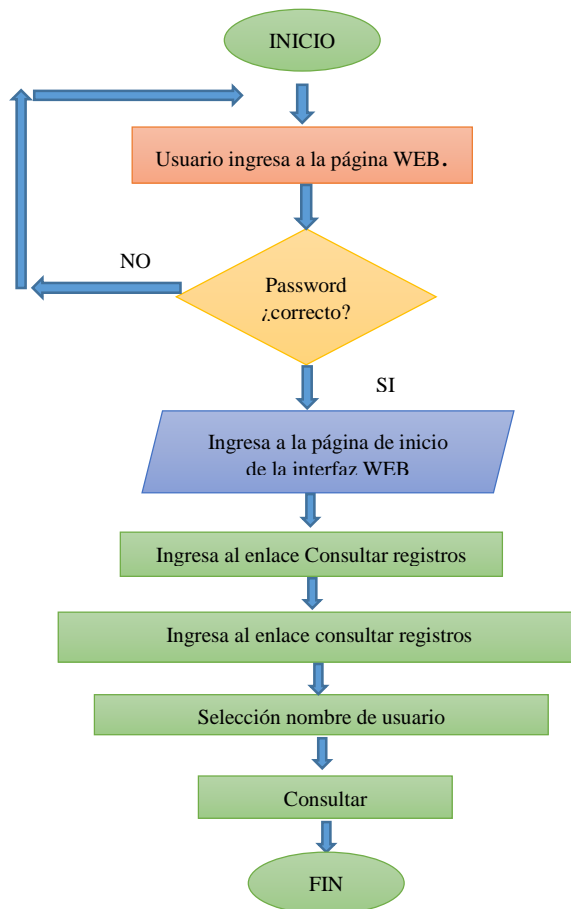 INICIO
Usuario ingresa a la página WEB.
NO
Password
¿correcto?
SI
Ingresa a la página de inicio
de la interfaz WEB
Ingresa al enlace Consultar registros
Ingresa al enlace consultar registros
Selección nombre de usuario
Consultar
FIN